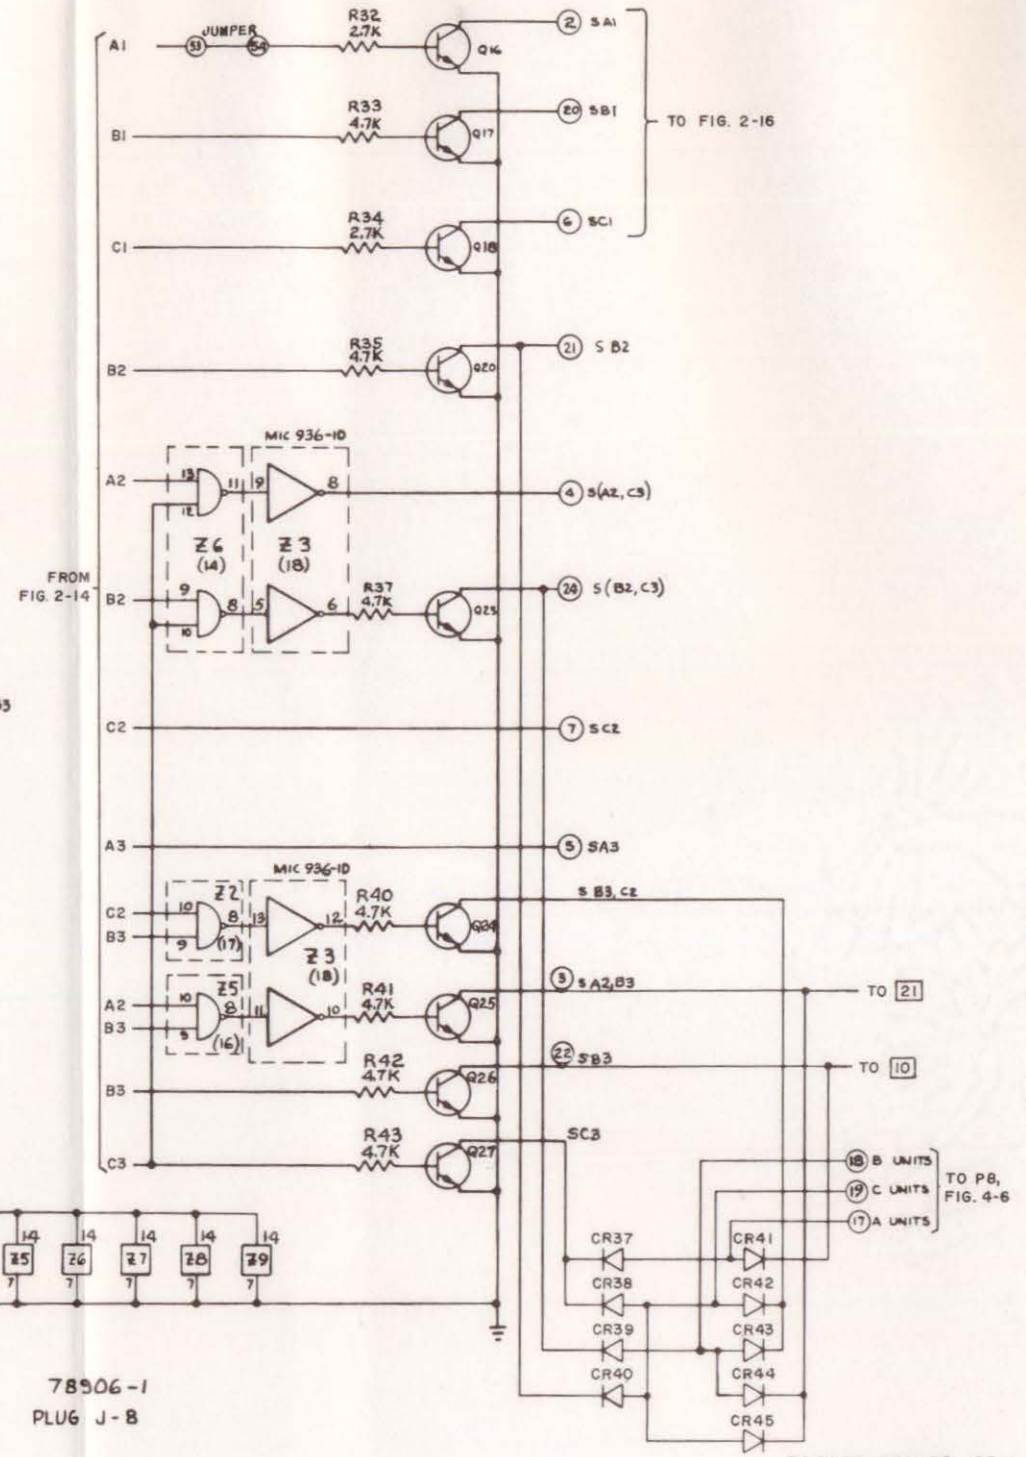 R32
2.7K
JUMPER
A1
53
54
Q16
2 SA1
R33
4.7K
B1
Q17
20 SB1
TO FIG. 2-16
R34
2.7K
C1
Q18
6 SC1
R35
4.7K
B2
Q20
21 S B2
MIC 936-1D
A2
13
12
11
9
8
4 S(A2, C3)
Z6
(14)
Z3
(18)
FROM
FIG. 2-14
B2
9
10
8
5
6
R37
4.7K
24 S(B2, C3)
C2
7 SC2
A3
5 SA3
MIC 936-1D
S B3, C2
Z2
C2
10
B3
9
8
(17)
13
12
R40
4.7K
Q24
Z3
(18)
Z5
A2
10
B3
8
(16)
11
10
R41
4.7K
Q25
3 S A2,B3
TO 21
R42
4.7K
B3
Q26
22 SB3
TO 10
R43
4.7K
C3
Q27
SC3
18 B UNITS
19 C UNITS
17 A UNITS
TO P8,
FIG. 4-6
14 14 14 14 14
Z5 Z6 Z7 Z8 Z9
7 7 7 7 7
CR37 CR41
CR38 CR42
CR39 CR43
CR40 CR44
CR45
78906-1
PLUG J-8